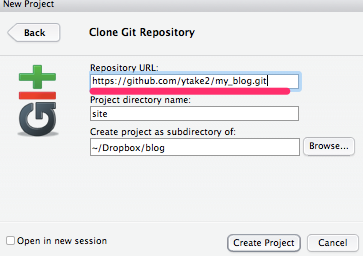 New Project
Back
Clone Git Repository
Repository URL:
https://github.com/ytake2/my_blog.git
Project directory name:
site
Create project as subdirectory of:
~/Dropbox/blog
Browse...
Open in new session
Create Project
Cancel